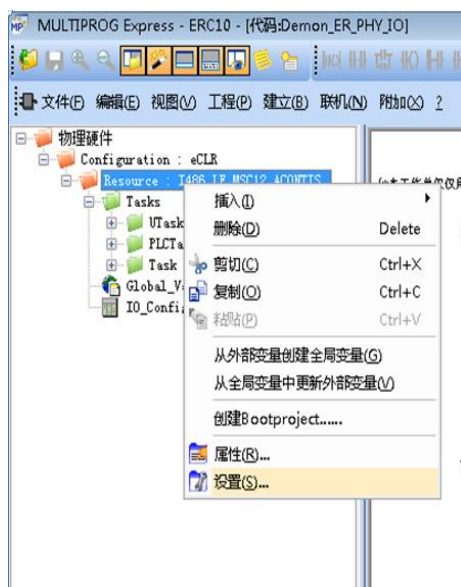 MULTIPROG Express - ERC10 - [代码:Demon_ER_PHY_IO]
文件(F) 编辑(E) 视图(V) 工程(P) 建立(B) 联机(N) 附加(X) ?
物理硬件
Configuration : eCLR
Resource : I486_LE_MSC12_ACONTIS
Tasks
UTask
PLCTa
Task
Global_V
IO_Confi
插入(I)
删除(D) Delete
剪切(C) Ctrl+X
复制(O) Ctrl+C
粘贴(P) Ctrl+V
从外部变量创建全局变量(G)
从全局变量中更新外部变量(V)
创建Bootproject......
属性(R)...
设置(S)...